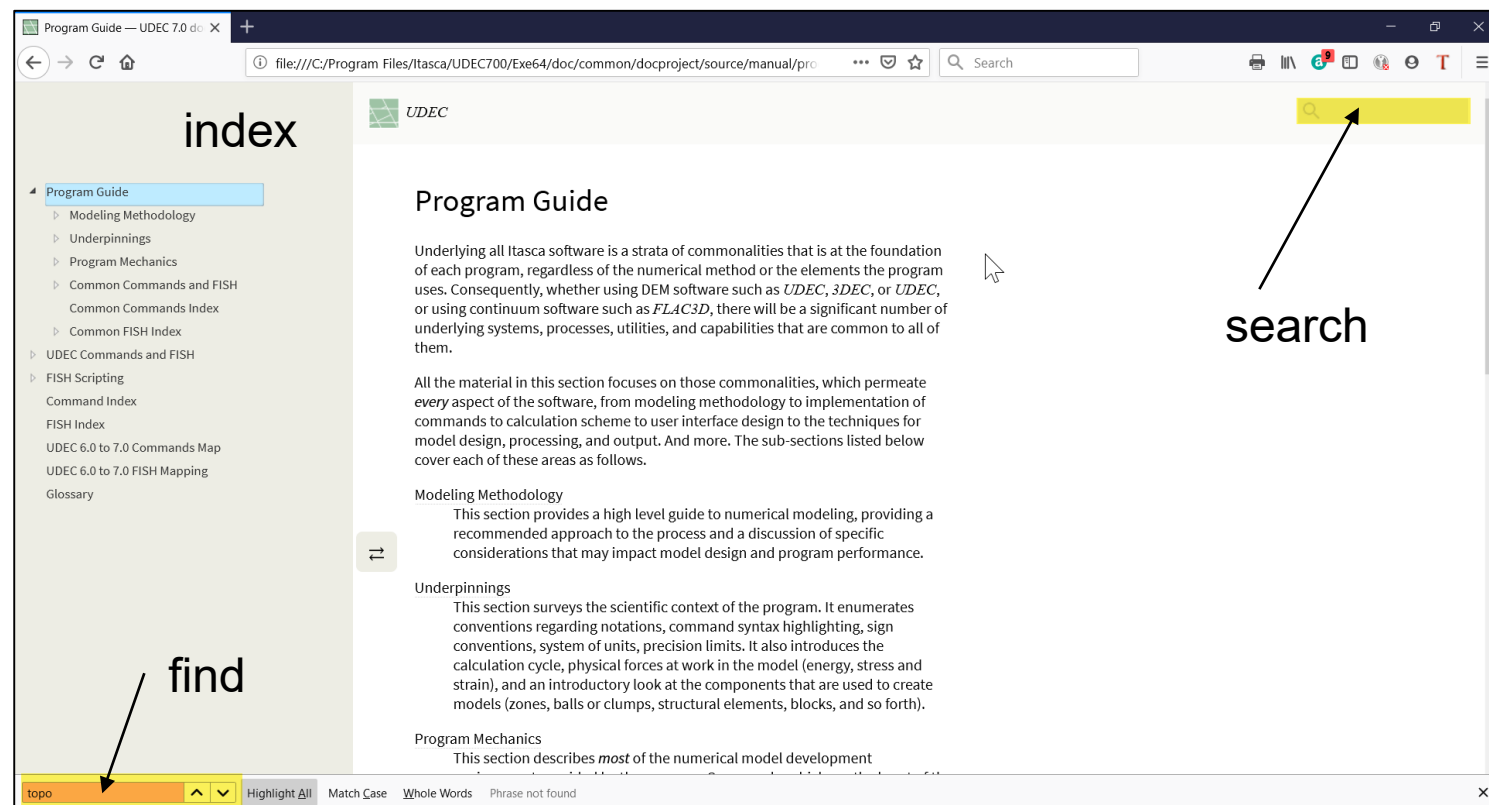 Program Guide — UDEC 7.0 do
file:///C:/Program Files/Itasca/UDEC700/Exe64/doc/common/docproject/source/manual/pro
Search
9
T
index
UDEC
Program Guide
Modeling Methodology
Underpinnings
Program Mechanics
Common Commands and FISH
Common Commands Index
Common FISH Index
UDEC Commands and FISH
FISH Scripting
Command Index
FISH Index
UDEC 6.0 to 7.0 Commands Map
UDEC 6.0 to 7.0 FISH Mapping
Glossary
Program Guide
Underlying all Itasca software is a strata of commonalities that is at the foundation
of each program, regardless of the numerical method or the elements the program
uses. Consequently, whether using DEM software such as UDEC, 3DEC, or UDEC,
or using continuum software such as FLAC3D, there will be a significant number of
underlying systems, processes, utilities, and capabilities that are common to all of
them.
All the material in this section focuses on those commonalities, which permeate
every aspect of the software, from modeling methodology to implementation of
commands to calculation scheme to user interface design to the techniques for
model design, processing, and output. And more. The sub-sections listed below
cover each of these areas as follows.
Modeling Methodology
This section provides a high level guide to numerical modeling, providing a
recommended approach to the process and a discussion of specific
considerations that may impact model design and program performance.
Underpinnings
This section surveys the scientific context of the program. It enumerates
conventions regarding notations, command syntax highlighting, sign
conventions, system of units, precision limits. It also introduces the
calculation cycle, physical forces at work in the model (energy, stress and
strain), and an introductory look at the components that are used to create
models (zones, balls or clumps, structural elements, blocks, and so forth).
Program Mechanics
This section describes most of the numerical model development
search
find
topo
Highlight All
Match Case
Whole Words
Phrase not found